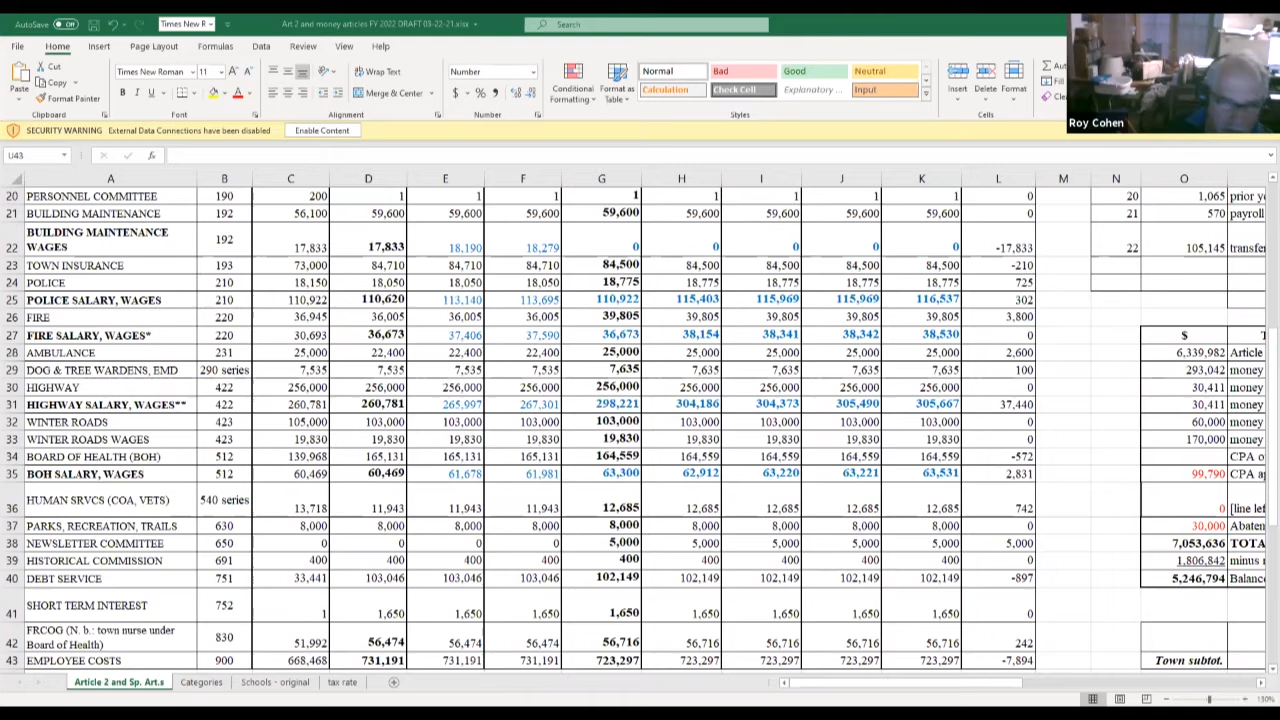 AutoSave Off Times New R Art 2 and money articles FY 2022 DRAFT 03-22-21.xlsx Search
File Home Insert Page Layout Formulas Data Review View Help
Cut
Copy
Format Painter
Paste
Clipboard
Times New Roman 11
B I U
Font
Wrap Text
Merge & Center
Alignment
Number
$ % ,
Number
Conditional Formatting
Format as Table
Normal Bad Good Neutral
Calculation Check Cell Explanatory ... Input
Styles
Insert Delete Format
Cells
Roy Cohen
SECURITY WARNING External Data Connections have been disabled Enable Content
U43 fx
A B C D E F G H I J K L M N O
20 PERSONNEL COMMITTEE 190 200 1 1 1 1 1 1 1 1 0 20 1,065 prior ye
21 BUILDING MAINTENANCE 192 56,100 59,600 59,600 59,600 59,600 59,600 59,600 59,600 59,600 0 21 570 payroll
22 BUILDING MAINTENANCE WAGES 192 17,833 17,833 18,190 18,279 0 0 0 0 0 -17,833 22 105,145 transfer
23 TOWN INSURANCE 193 73,000 84,710 84,710 84,710 84,500 84,500 84,500 84,500 84,500 -210
24 POLICE 210 18,150 18,050 18,050 18,050 18,775 18,775 18,775 18,775 18,775 725
25 POLICE SALARY, WAGES 210 110,922 110,620 113,140 113,695 110,922 115,403 115,969 115,969 116,537 302
26 FIRE 220 36,945 36,005 36,005 36,005 39,805 39,805 39,805 39,805 39,805 3,800
27 FIRE SALARY, WAGES* 220 30,693 36,673 37,406 37,590 36,673 38,154 38,341 38,342 38,530 0 $ T
28 AMBULANCE 231 25,000 22,400 22,400 22,400 25,000 25,000 25,000 25,000 25,000 2,600 6,339,982 Article
29 DOG & TREE WARDENS, EMD 290 series 7,535 7,535 7,535 7,535 7,635 7,635 7,635 7,635 7,635 100 293,042 money
30 HIGHWAY 422 256,000 256,000 256,000 256,000 256,000 256,000 256,000 256,000 256,000 0 30,411 money
31 HIGHWAY SALARY, WAGES** 422 260,781 260,781 265,997 267,301 298,221 304,186 304,373 305,490 305,667 37,440 30,411 money
32 WINTER ROADS 423 105,000 103,000 103,000 103,000 103,000 103,000 103,000 103,000 103,000 0 60,000 money
33 WINTER ROADS WAGES 423 19,830 19,830 19,830 19,830 19,830 19,830 19,830 19,830 19,830 0 170,000 money
34 BOARD OF HEALTH (BOH) 512 139,968 165,131 165,131 165,131 164,559 164,559 164,559 164,559 164,559 -572 CPA o
35 BOH SALARY, WAGES 512 60,469 60,469 61,678 61,981 63,300 62,912 63,220 63,221 63,531 2,831 99,790 CPA ap
36 HUMAN SRVCS (COA, VETS) 540 series 13,718 11,943 11,943 11,943 12,685 12,685 12,685 12,685 12,685 742 0 [line lef
37 PARKS, RECREATION, TRAILS 630 8,000 8,000 8,000 8,000 8,000 8,000 8,000 8,000 8,000 0 30,000 Abaten
38 NEWSLETTER COMMITTEE 650 0 0 0 0 5,000 5,000 5,000 5,000 5,000 5,000 7,053,636 TOTA
39 HISTORICAL COMMISSION 691 400 400 400 400 400 400 400 400 400 0 1,806,842 minus r
40 DEBT SERVICE 751 33,441 103,046 103,046 103,046 102,149 102,149 102,149 102,149 102,149 -897 5,246,794 Balance
41 SHORT TERM INTEREST 752 1 1,650 1,650 1,650 1,650 1,650 1,650 1,650 1,650 0
42 FRCOG (N. b.: town nurse under Board of Health) 830 51,992 56,474 56,474 56,474 56,716 56,716 56,716 56,716 56,716 242
43 EMPLOYEE COSTS 900 668,468 731,191 731,191 731,191 723,297 723,297 723,297 723,297 723,297 -7,894 Town subtot.
Article 2 and Sp. Art.s Categories Schools - original tax rate
130%